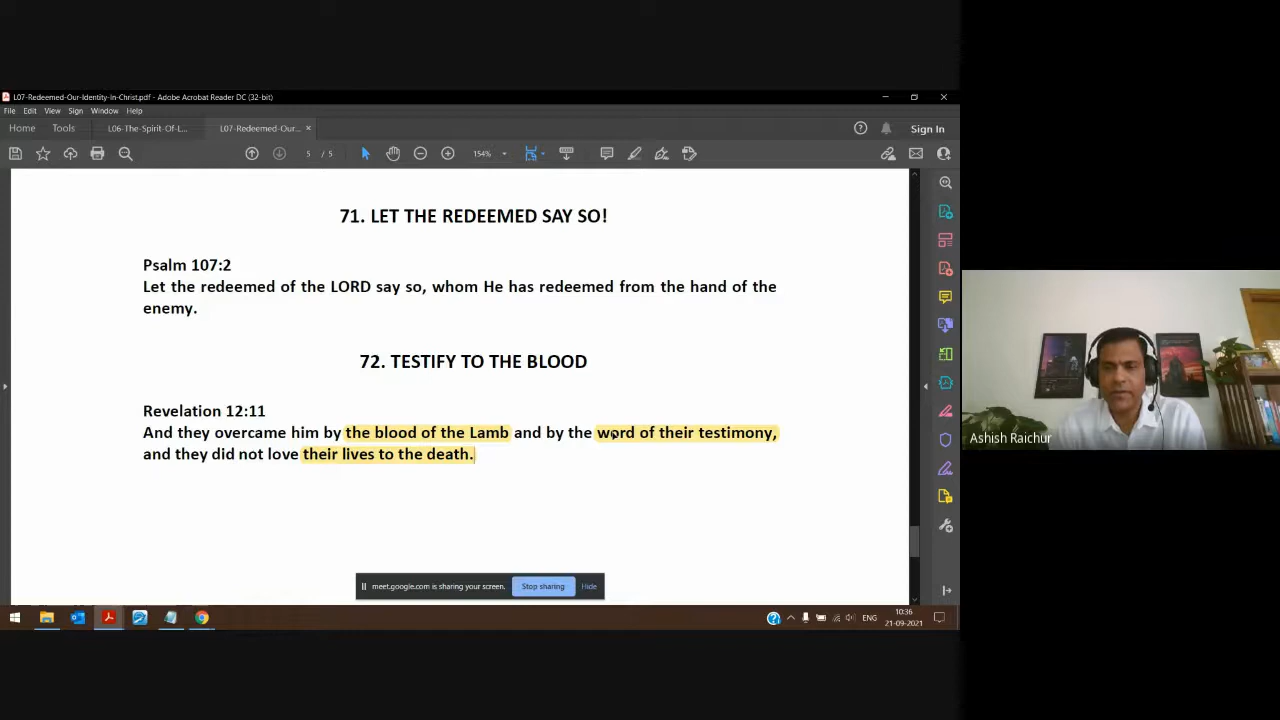 L07-Redeemed-Our-Identity-In-Christ.pdf - Adobe Acrobat Reader DC (32-bit)
File Edit View Sign Window Help
Home Tools L06-The-Spirit-Of-L... L07-Redeemed-Our... × Sign In
5 / 5 154%
71. LET THE REDEEMED SAY SO!
Psalm 107:2
Let the redeemed of the LORD say so, whom He has redeemed from the hand of the
enemy.
72. TESTIFY TO THE BLOOD
Revelation 12:11
And they overcame him by the blood of the Lamb and by the word of their testimony,
and they did not love their lives to the death.
Ashish Raichur
meet.google.com is sharing your screen. Stop sharing Hide
ENG
10:36
21-09-2021